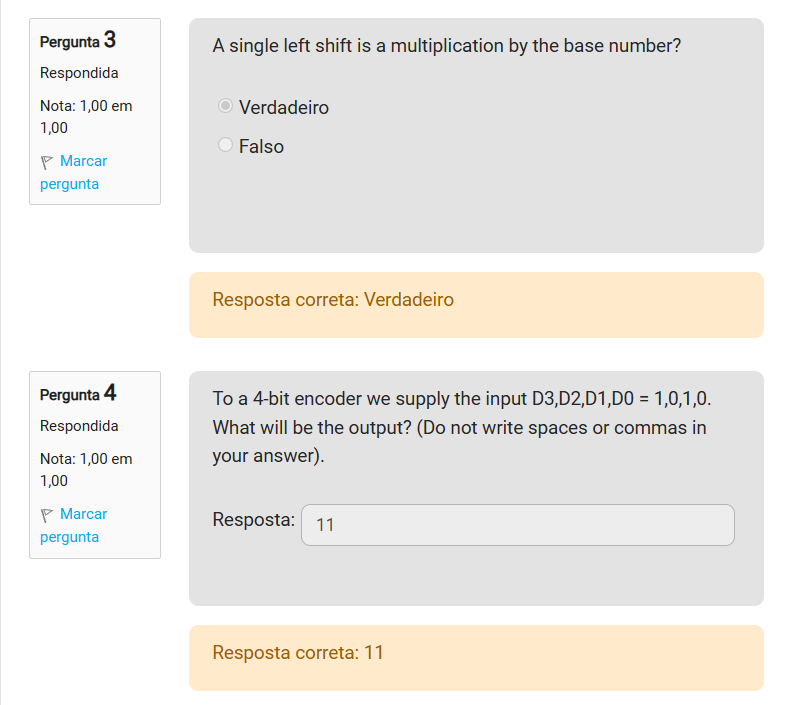 Pergunta 3
Respondida
Nota: 1,00 em
1,00
Marcar
pergunta
A single left shift is a multiplication by the base number?
Verdadeiro
Falso
Resposta correta: Verdadeiro
Pergunta 4
Respondida
Nota: 1,00 em
1,00
Marcar
pergunta
To a 4-bit encoder we supply the input D3,D2,D1,D0 = 1,0,1,0.
What will be the output? (Do not write spaces or commas in
your answer).
Resposta: 11
Resposta correta: 11